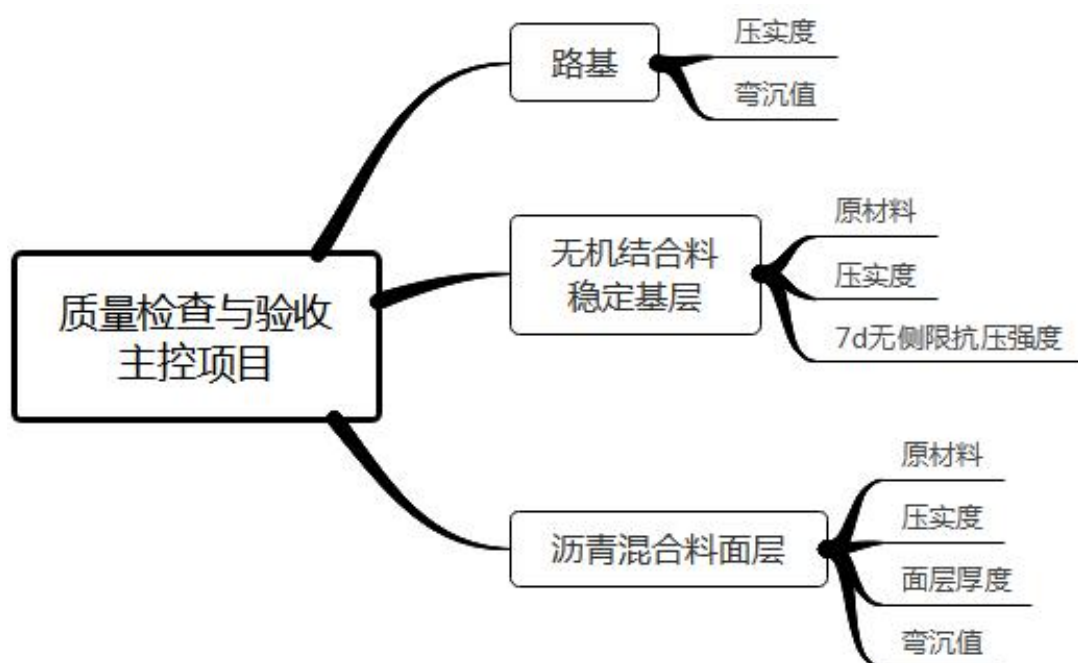 质量检查与验收
主控项目
路基
压实度
弯沉值
无机结合料
稳定基层
原材料
压实度
7d无侧限抗压强度
沥青混合料面层
原材料
压实度
面层厚度
弯沉值